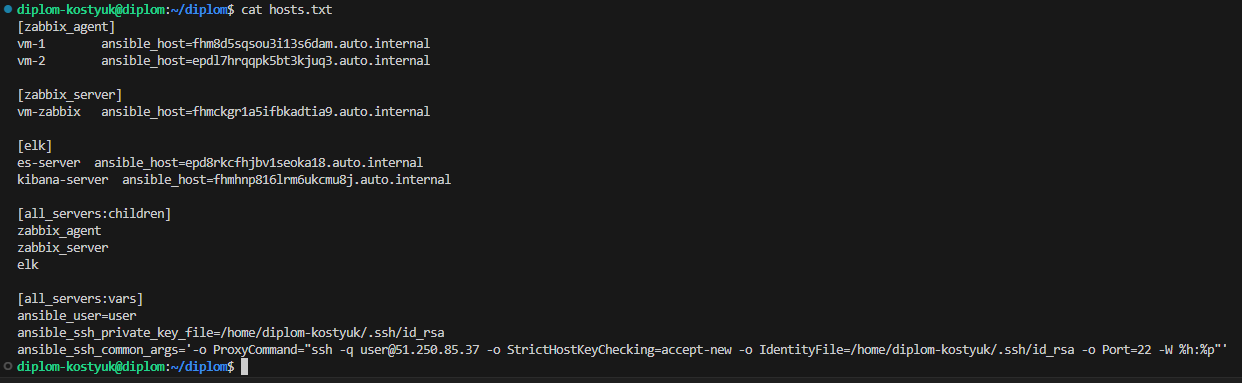 diplom-kostyuk@diplom:~/diplom$ cat hosts.txt
[zabbix_agent]
vm-1        ansible_host=fhm8d5sqsou3i13s6dam.auto.internal
vm-2        ansible_host=epdl7hrqqpk5bt3kjuq3.auto.internal

[zabbix_server]
vm-zabbix   ansible_host=fhmckgr1a5ifbkadtia9.auto.internal

[elk]
es-server  ansible_host=epd8rkcfhjbv1seoka18.auto.internal
kibana-server  ansible_host=fhmhnp816lrm6ukcmu8j.auto.internal

[all_servers:children]
zabbix_agent
zabbix_server
elk

[all_servers:vars]
ansible_user=user
ansible_ssh_private_key_file=/home/diplom-kostyuk/.ssh/id_rsa
ansible_ssh_common_args='-o ProxyCommand="ssh -q user@51.250.85.37 -o StrictHostKeyChecking=accept-new -o IdentityFile=/home/diplom-kostyuk/.ssh/id_rsa -o Port=22 -W %h:%p"'
diplom-kostyuk@diplom:~/diplom$